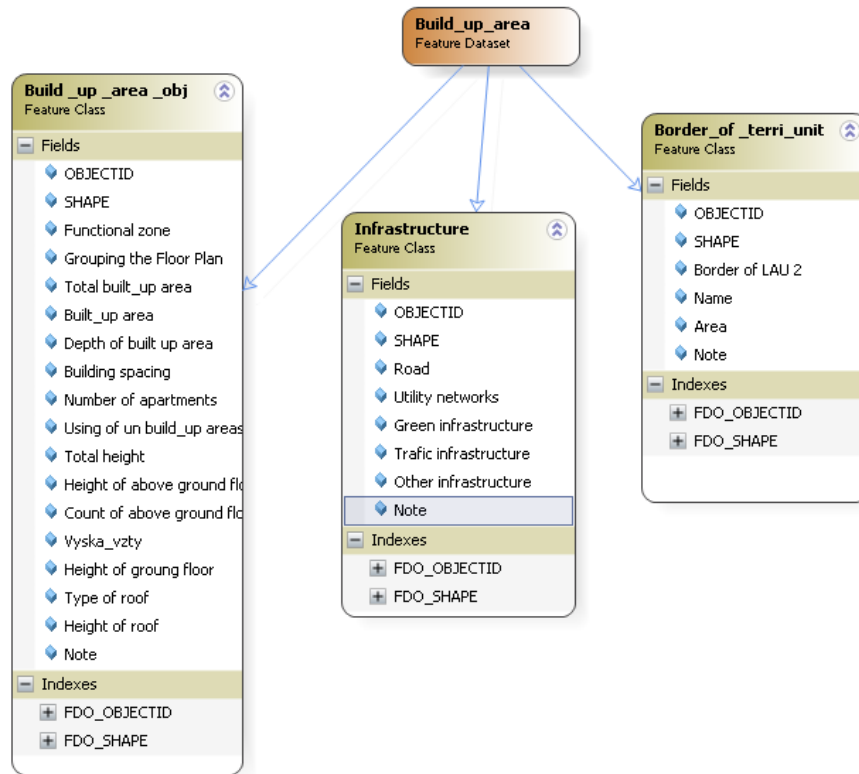 Build_up_area
Feature Dataset
Build _up _area _obj
Feature Class
Fields
OBJECTID
SHAPE
Functional zone
Grouping the Floor Plan
Total built_up area
Built_up area
Depth of built up area
Building spacing
Number of apartments
Using of un build_up areas
Total height
Height of above ground flo
Count of above ground flo
Vyska_vzty
Height of groung floor
Type of roof
Height of roof
Note
Indexes
FDO_OBJECTID
FDO_SHAPE
Infrastructure
Feature Class
Fields
OBJECTID
SHAPE
Road
Utility networks
Green infrastructure
Trafic infrastructure
Other infrastructure
Note
Indexes
FDO_OBJECTID
FDO_SHAPE
Border_of _terri_unit
Feature Class
Fields
OBJECTID
SHAPE
Border of LAU 2
Name
Area
Note
Indexes
FDO_OBJECTID
FDO_SHAPE